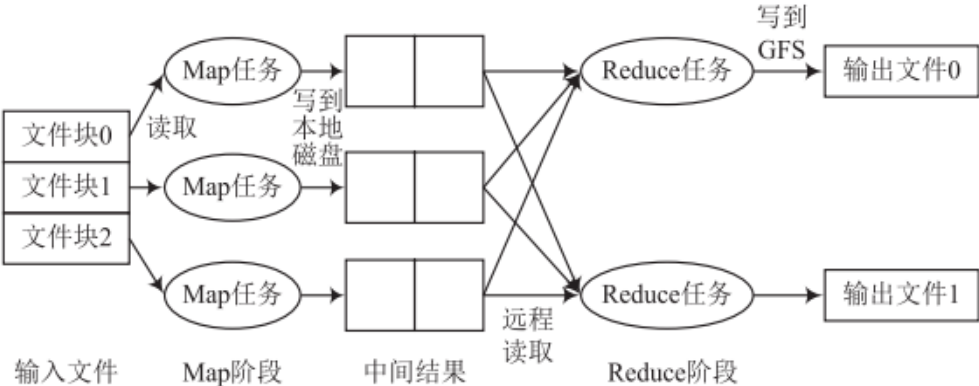 写到
GFS
Map任务
Reduce任务
输出文件0
写到
本地
磁盘
读取
文件块0
文件块1
Map任务
文件块2
Map任务
Reduce任务
输出文件1
远程
读取
输入文件
Map阶段
中间结果
Reduce阶段